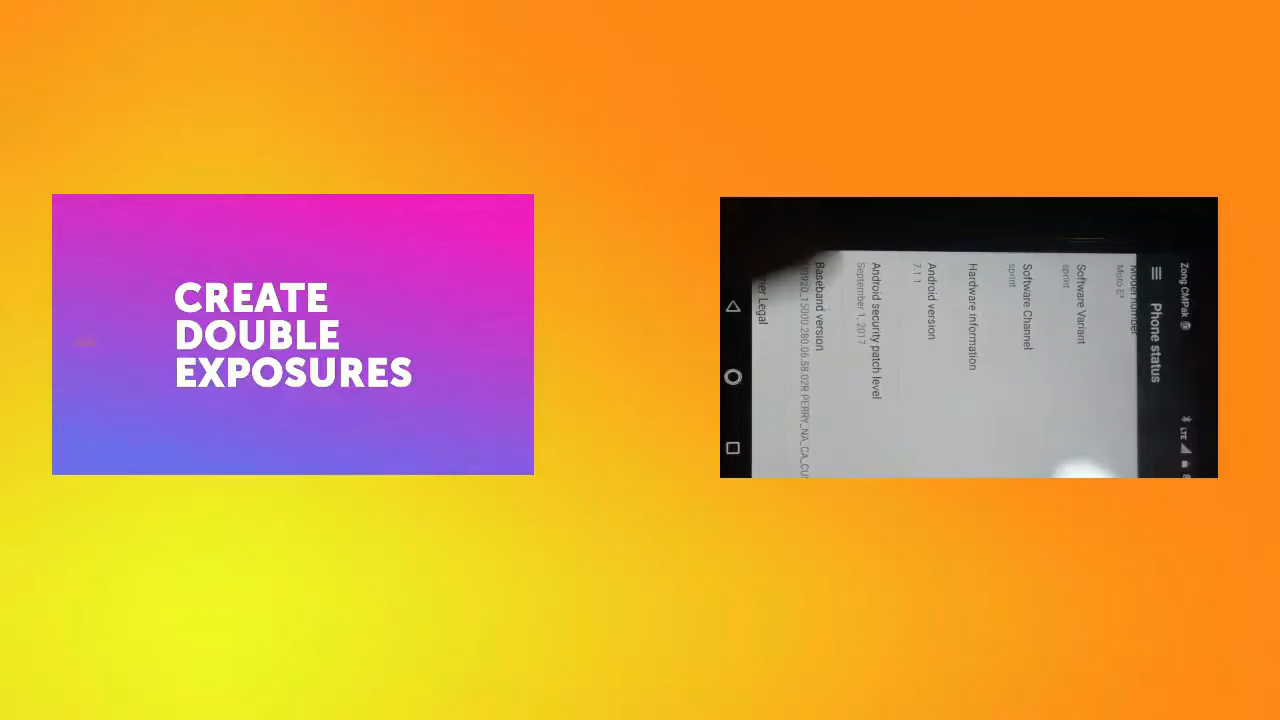 CREATE
DOUBLE
EXPOSURES
Zong CMPak
LTE
Phone status
Model number
Moto E⁴
Software Variant
sprint
Software Channel
sprint
Hardware information
Android version
7.1.1
Android security patch level
September 1, 2017
Baseband version
Legal